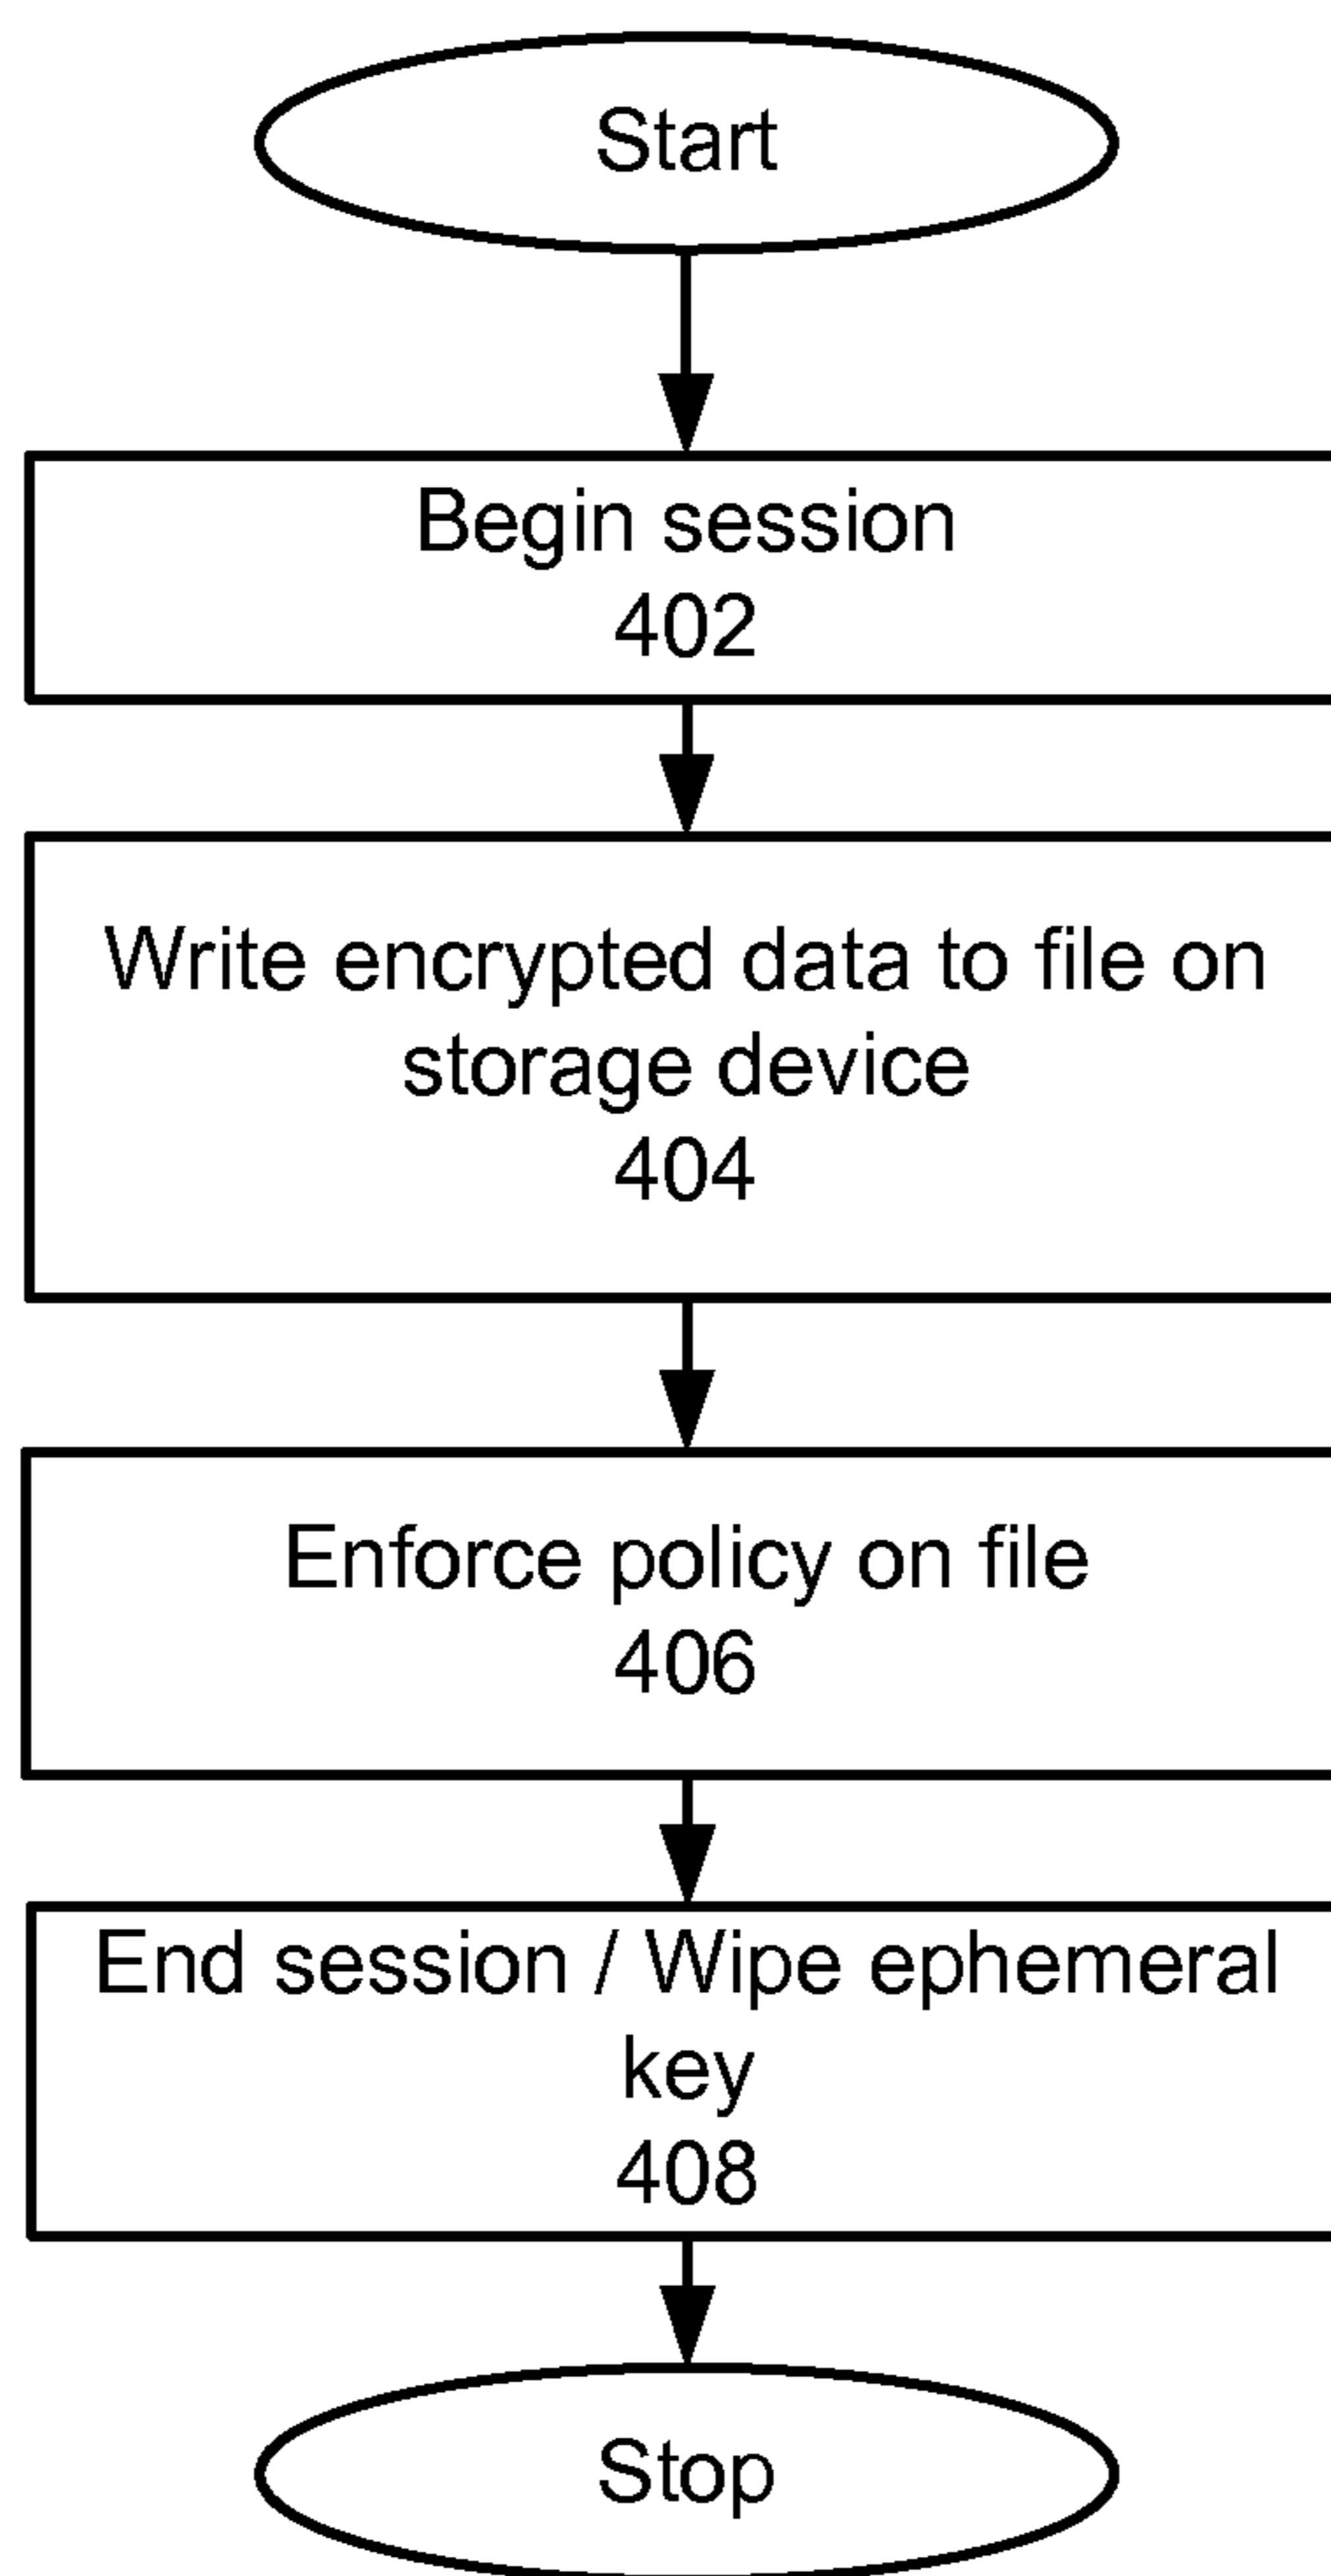 Start
Begin session
402
Write encrypted data to file on
storage device
404
Enforce policy on file
406
End session / Wipe ephemeral
key
408
Stop